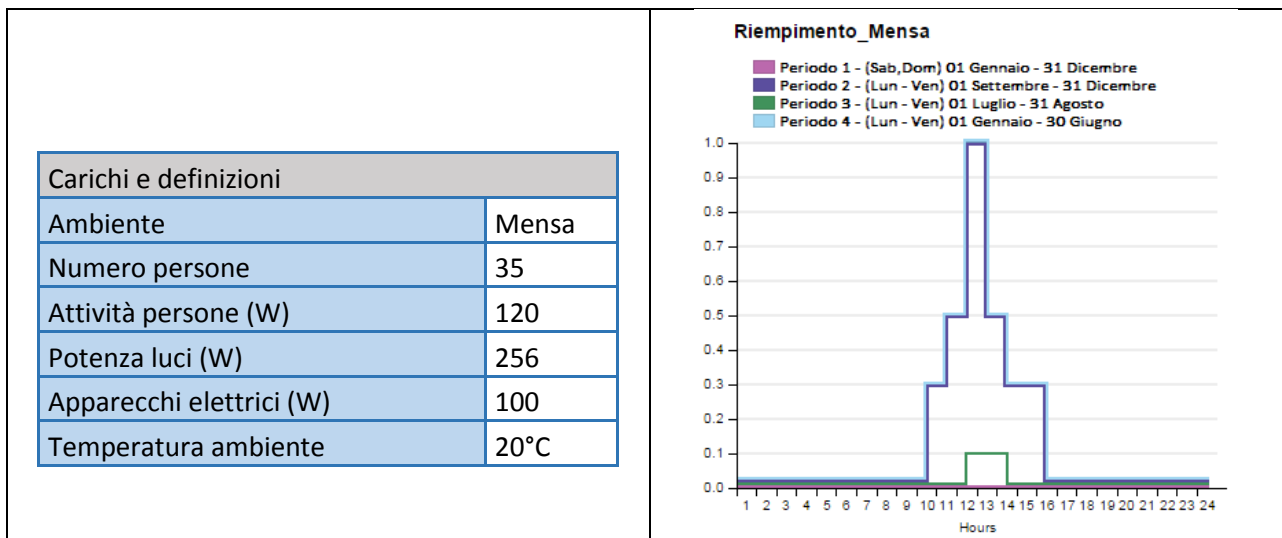 Carichi e definizioni
Ambiente Mensa
Numero persone 35
Attività persone (W) 120
Potenza luci (W) 256
Apparecchi elettrici (W) 100
Temperatura ambiente 20°C
Riempimento_Mensa
Periodo 1 - (Sab,Dom) 01 Gennaio - 31 Dicembre
Periodo 2 - (Lun - Ven) 01 Settembre - 31 Dicembre
Periodo 3 - (Lun - Ven) 01 Luglio - 31 Agosto
Periodo 4 - (Lun - Ven) 01 Gennaio - 30 Giugno
1.0
0.9
0.8
0.7
0.6
0.5
0.4
0.3
0.2
0.1
0.0
1 2 3 4 5 6 7 8 9 10 11 12 13 14 15 16 17 18 19 20 21 22 23 24
Hours